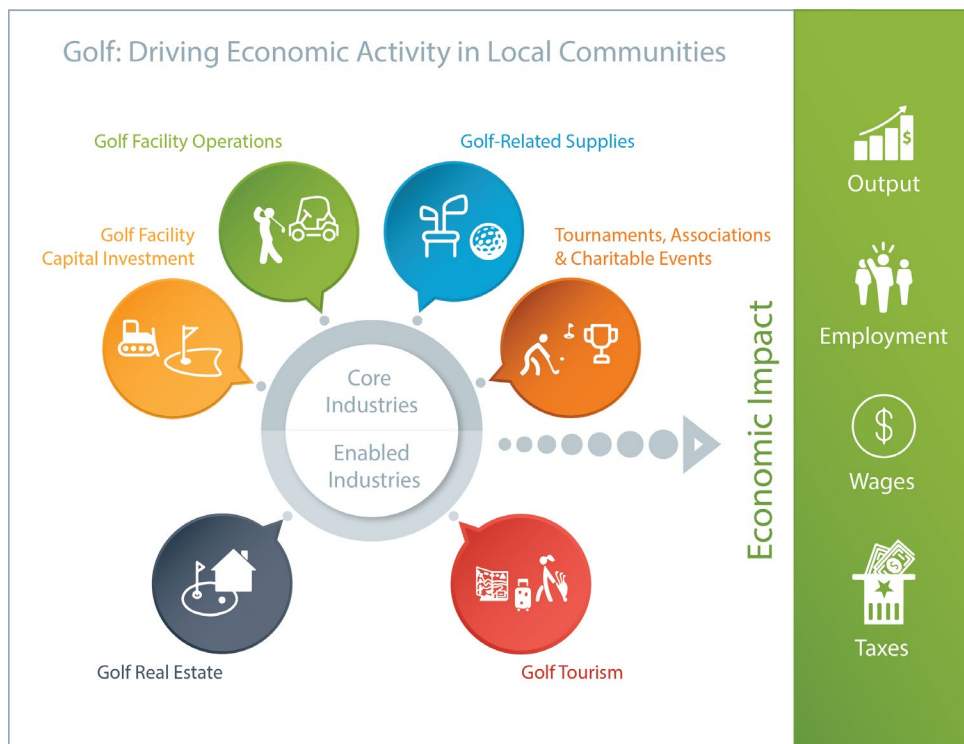 Golf: Driving Economic Activity in Local Communities
Golf Facility Operations
Golf-Related Supplies
Golf Facility
Capital Investment
Tournaments, Associations
& Charitable Events
Core
Industries
Enabled
Industries
Golf Real Estate
Golf Tourism
Economic Impact
$
Output
Employment
$
Wages
$
Taxes